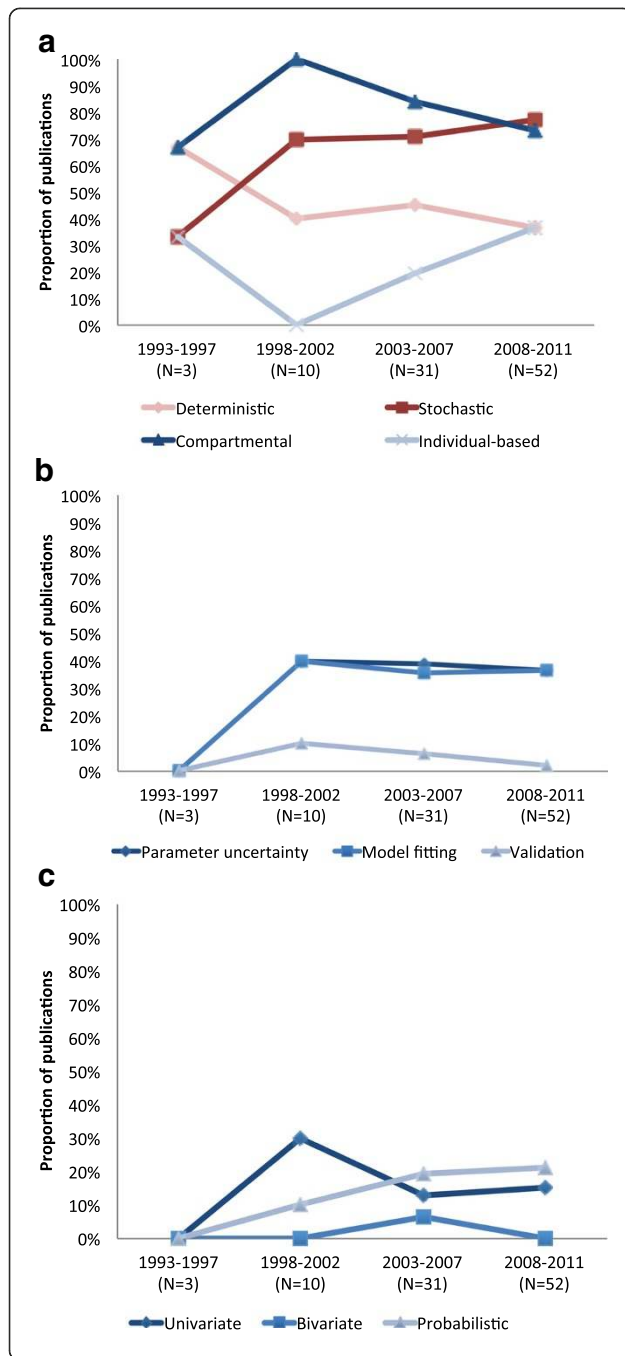 a
Proportion of publications
100%
90%
80%
70%
60%
50%
40%
30%
20%
10%
0%
1993-1997 1998-2002 2003-2007 2008-2011
(N=3) (N=10) (N=31) (N=52)
Deterministic Stochastic
Compartmental Individual-based
b
Proportion of publications
100%
90%
80%
70%
60%
50%
40%
30%
20%
10%
0%
1993-1997 1998-2002 2003-2007 2008-2011
(N=3) (N=10) (N=31) (N=52)
Parameter uncertainty Model fitting Validation
c
Proportion of publications
100%
90%
80%
70%
60%
50%
40%
30%
20%
10%
0%
1993-1997 1998-2002 2003-2007 2008-2011
(N=3) (N=10) (N=31) (N=52)
Univariate Bivariate Probabilistic